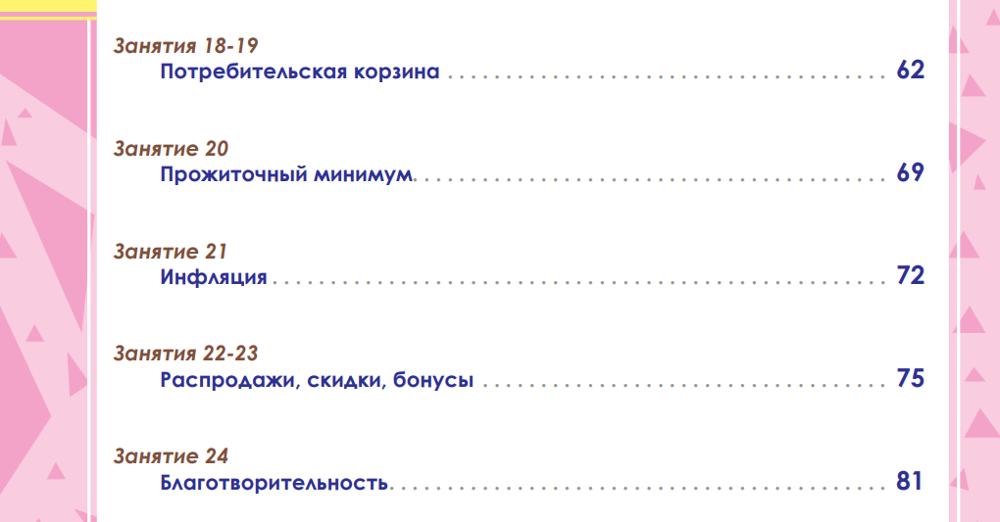 Занятия 18-19
Потребительская корзина . . . . . . . . . . . . . . . . . . . . . . . . . . . . . . . . . . . . . . 62
Занятие 20
Прожиточный минимум. . . . . . . . . . . . . . . . . . . . . . . . . . . . . . . . . . . . . . . . . 69
Занятие 21
Инфляция . . . . . . . . . . . . . . . . . . . . . . . . . . . . . . . . . . . . . . . . . . . . . . . . . . . . . 72
Занятия 22-23
Распродажи, скидки, бонусы . . . . . . . . . . . . . . . . . . . . . . . . . . . . . . . . . . . 75
Занятие 24
Благотворительность. . . . . . . . . . . . . . . . . . . . . . . . . . . . . . . . . . . . . . . . . . . 81